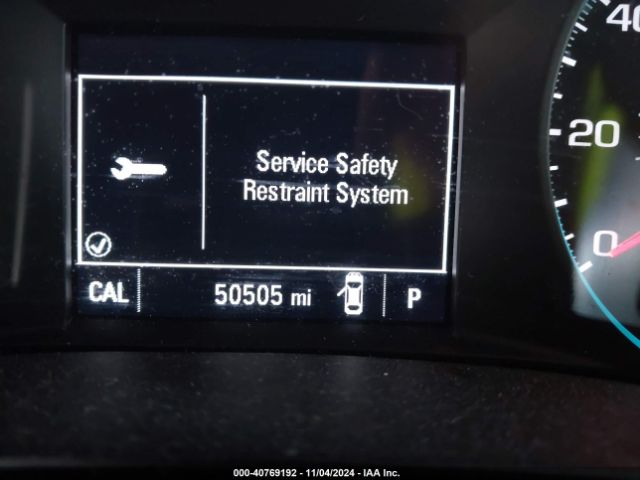 40
20
0
Service Safety
Restraint System
CAL 50505 mi P
000-40769192 - 11/04/2024 - IAA Inc.